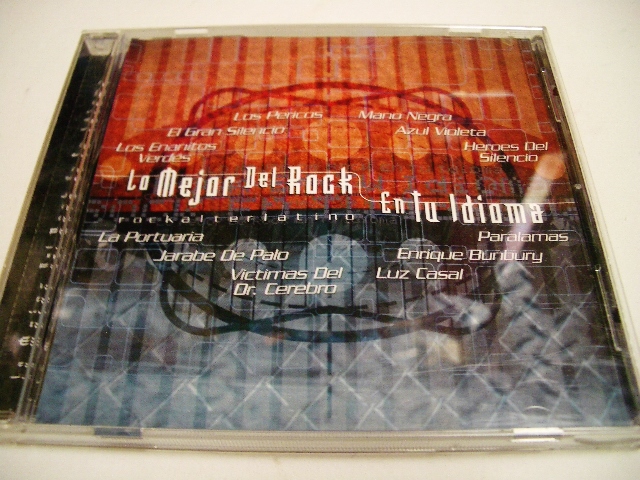 Los Pericos Mano Negra
El Gran Silencio Azul Violeta
Los Enanitos Verdes
Heroes Del Silencio
Lo Mejor Del Rock En Tu Idioma
rockalterlatino
La Portuaria Paralamas
Jarabe De Palo Enrique Bunbury
Victimas Del Dr. Cerebro
Luz Casal